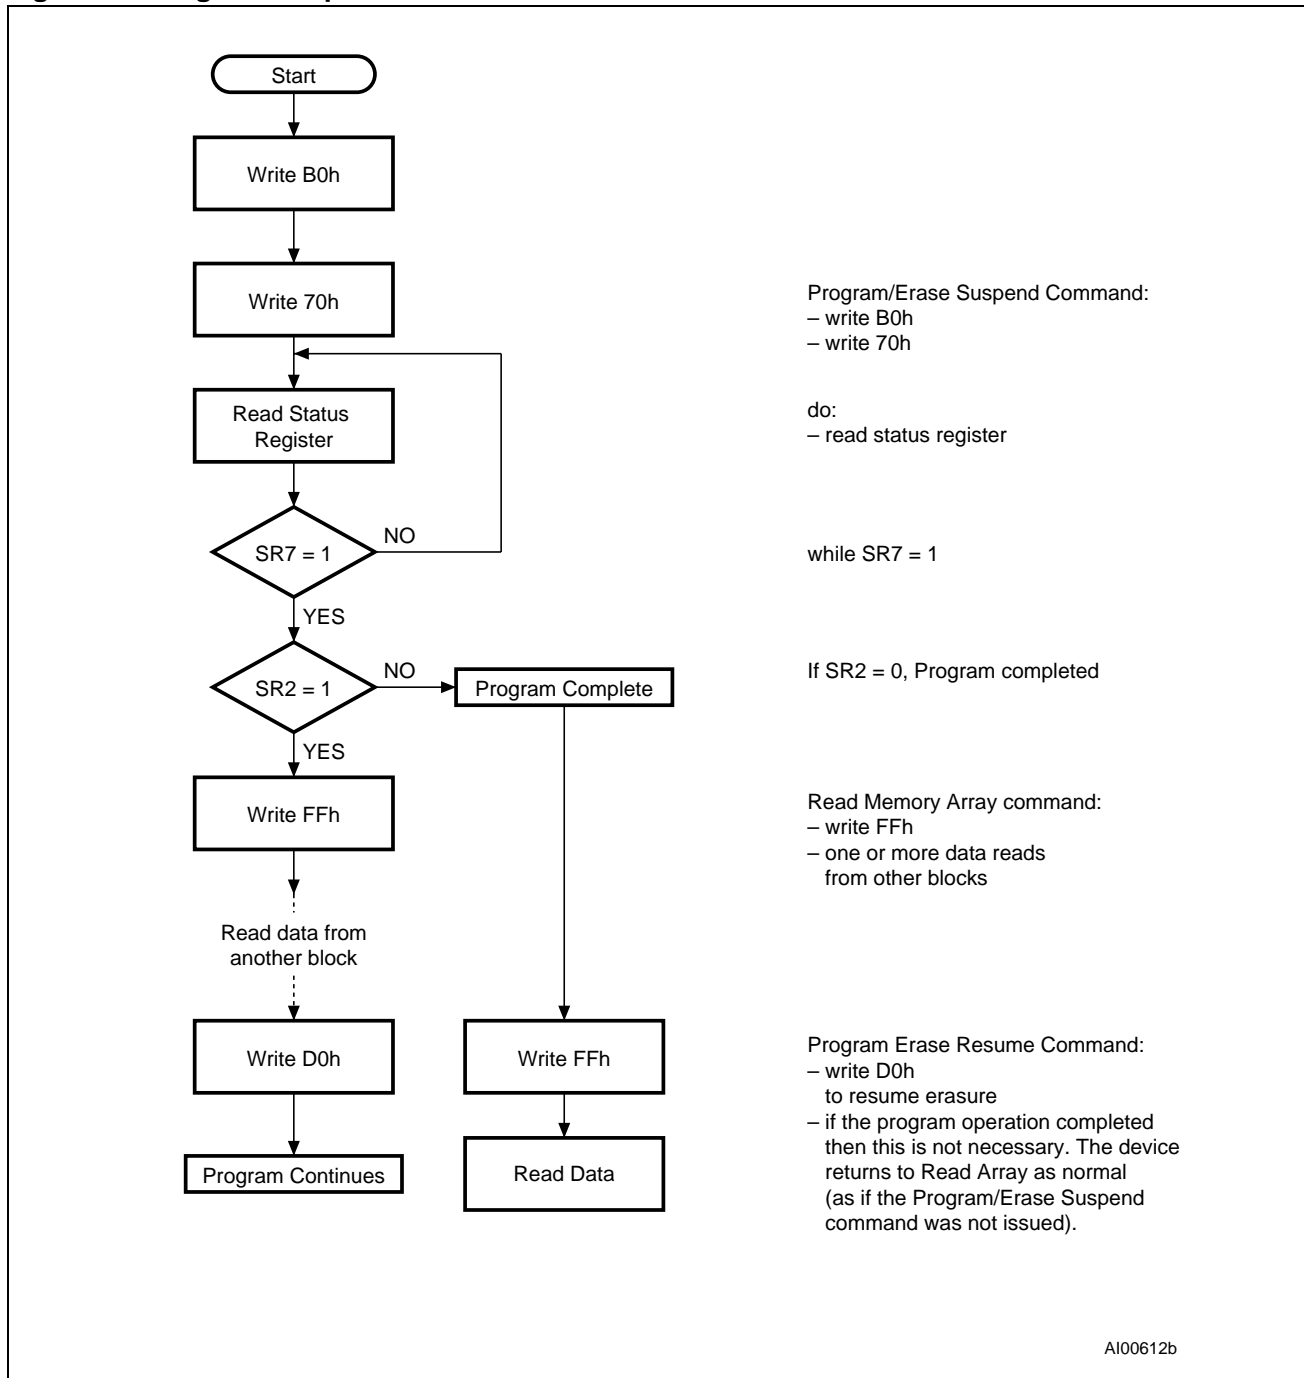 Start
Write B0h
Write 70h
Program/Erase Suspend Command:
– write B0h
– write 70h
Read Status
Register
do:
– read status register
SR7 = 1
NO
while SR7 = 1
YES
SR2 = 1
NO
Program Complete
If SR2 = 0, Program completed
YES
Write FFh
Read Memory Array command:
– write FFh
– one or more data reads
from other blocks
Read data from
another block
Write D0h
Write FFh
Program Erase Resume Command:
– write D0h
to resume erasure
– if the program operation completed
then this is not necessary. The device
returns to Read Array as normal
(as if the Program/Erase Suspend
command was not issued).
Program Continues
Read Data
AI00612b